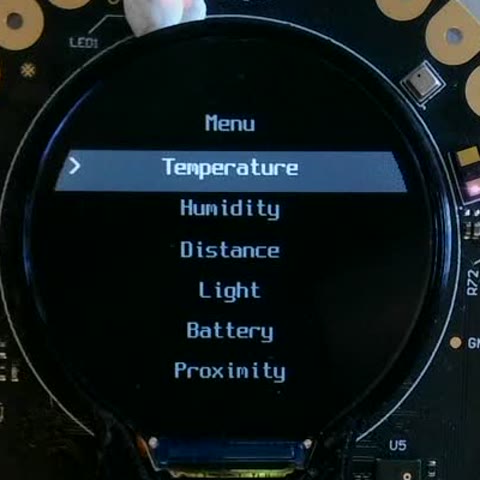 LED1
Menu
> Temperature
Humidity
Distance
Light
Battery
Proximity
R72
U5